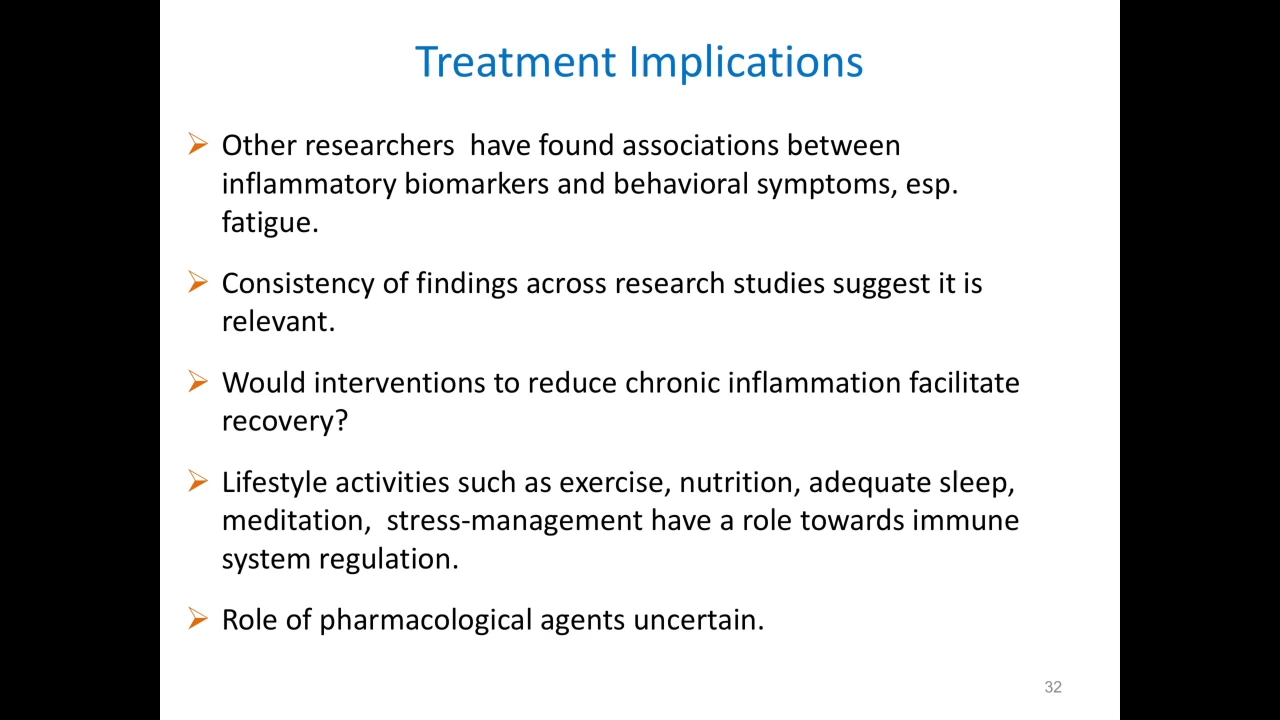 Treatment Implications
Other researchers  have found associations between
inflammatory biomarkers and behavioral symptoms, esp.
fatigue.
Consistency of findings across research studies suggest it is
relevant.
Would interventions to reduce chronic inflammation facilitate
recovery?
Lifestyle activities such as exercise, nutrition, adequate sleep,
meditation,  stress-management have a role towards immune
system regulation.
Role of pharmacological agents uncertain.
32